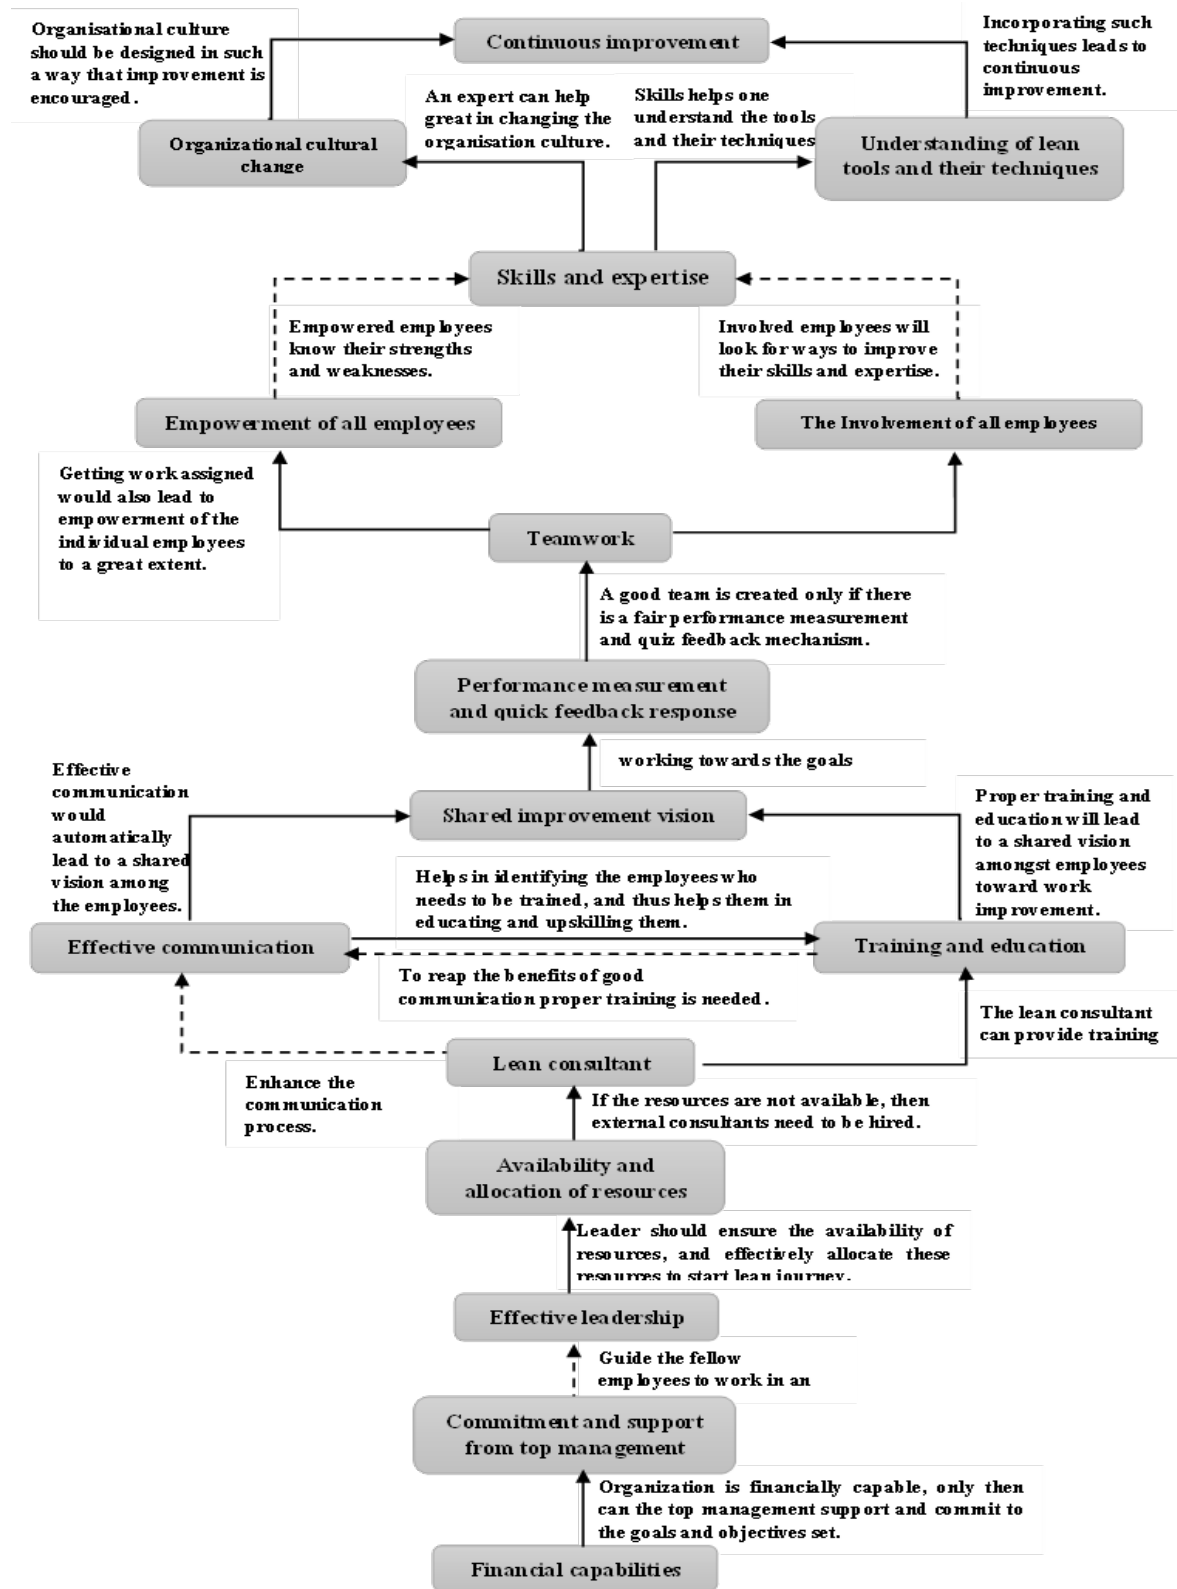 Organisational culture
should be designed in such
a way that improvement is
encouraged.
Continuous improvement
Incorporating such
techniques leads to
continuous
improvement.
An expert can help
great in changing the
organisation culture.
Skills helps one
understand the tools
and their techniques
Organizational cultural
change
Understanding of lean
tools and their techniques
Skills and expertise
Empowered employees
know their strengths
and weaknesses.
Involved employees will
look for ways to improve
their skills and expertise.
Empowerment of all employees
The Involvement of all employees
Getting work assigned
would also lead to
empowerment of the
individual employees
to a great extent.
Teamwork
A good team is created only if there
is a fair performance measurement
and quiz feedback mechanism.
Performance measurement
and quick feedback response
working towards the goals
Effective
communication
would
automatically
lead to a shared
vision among
the employees.
Shared improvement vision
Proper training and
education will lead
to a shared vision
amongst employees
toward work
improvement.
Helps in identifying the employees who
needs to be trained, and thus helps them in
educating and upskilling them.
Effective communication
Training and education
To reap the benefits of good
communication proper training is needed.
The lean consultant
can provide training
Lean consultant
Enhance the
communication
process.
If the resources are not available, then
external consultants need to be hired.
Availability and
allocation of resources
Leader should ensure the availability of
resources, and effectively allocate these
resources to start lean journey.
Effective leadership
Guide the fellow
employees to work in an
Commitment and support
from top management
Organization is financially capable, only then
can the top management support and commit to
the goals and objectives set.
Financial capabilities